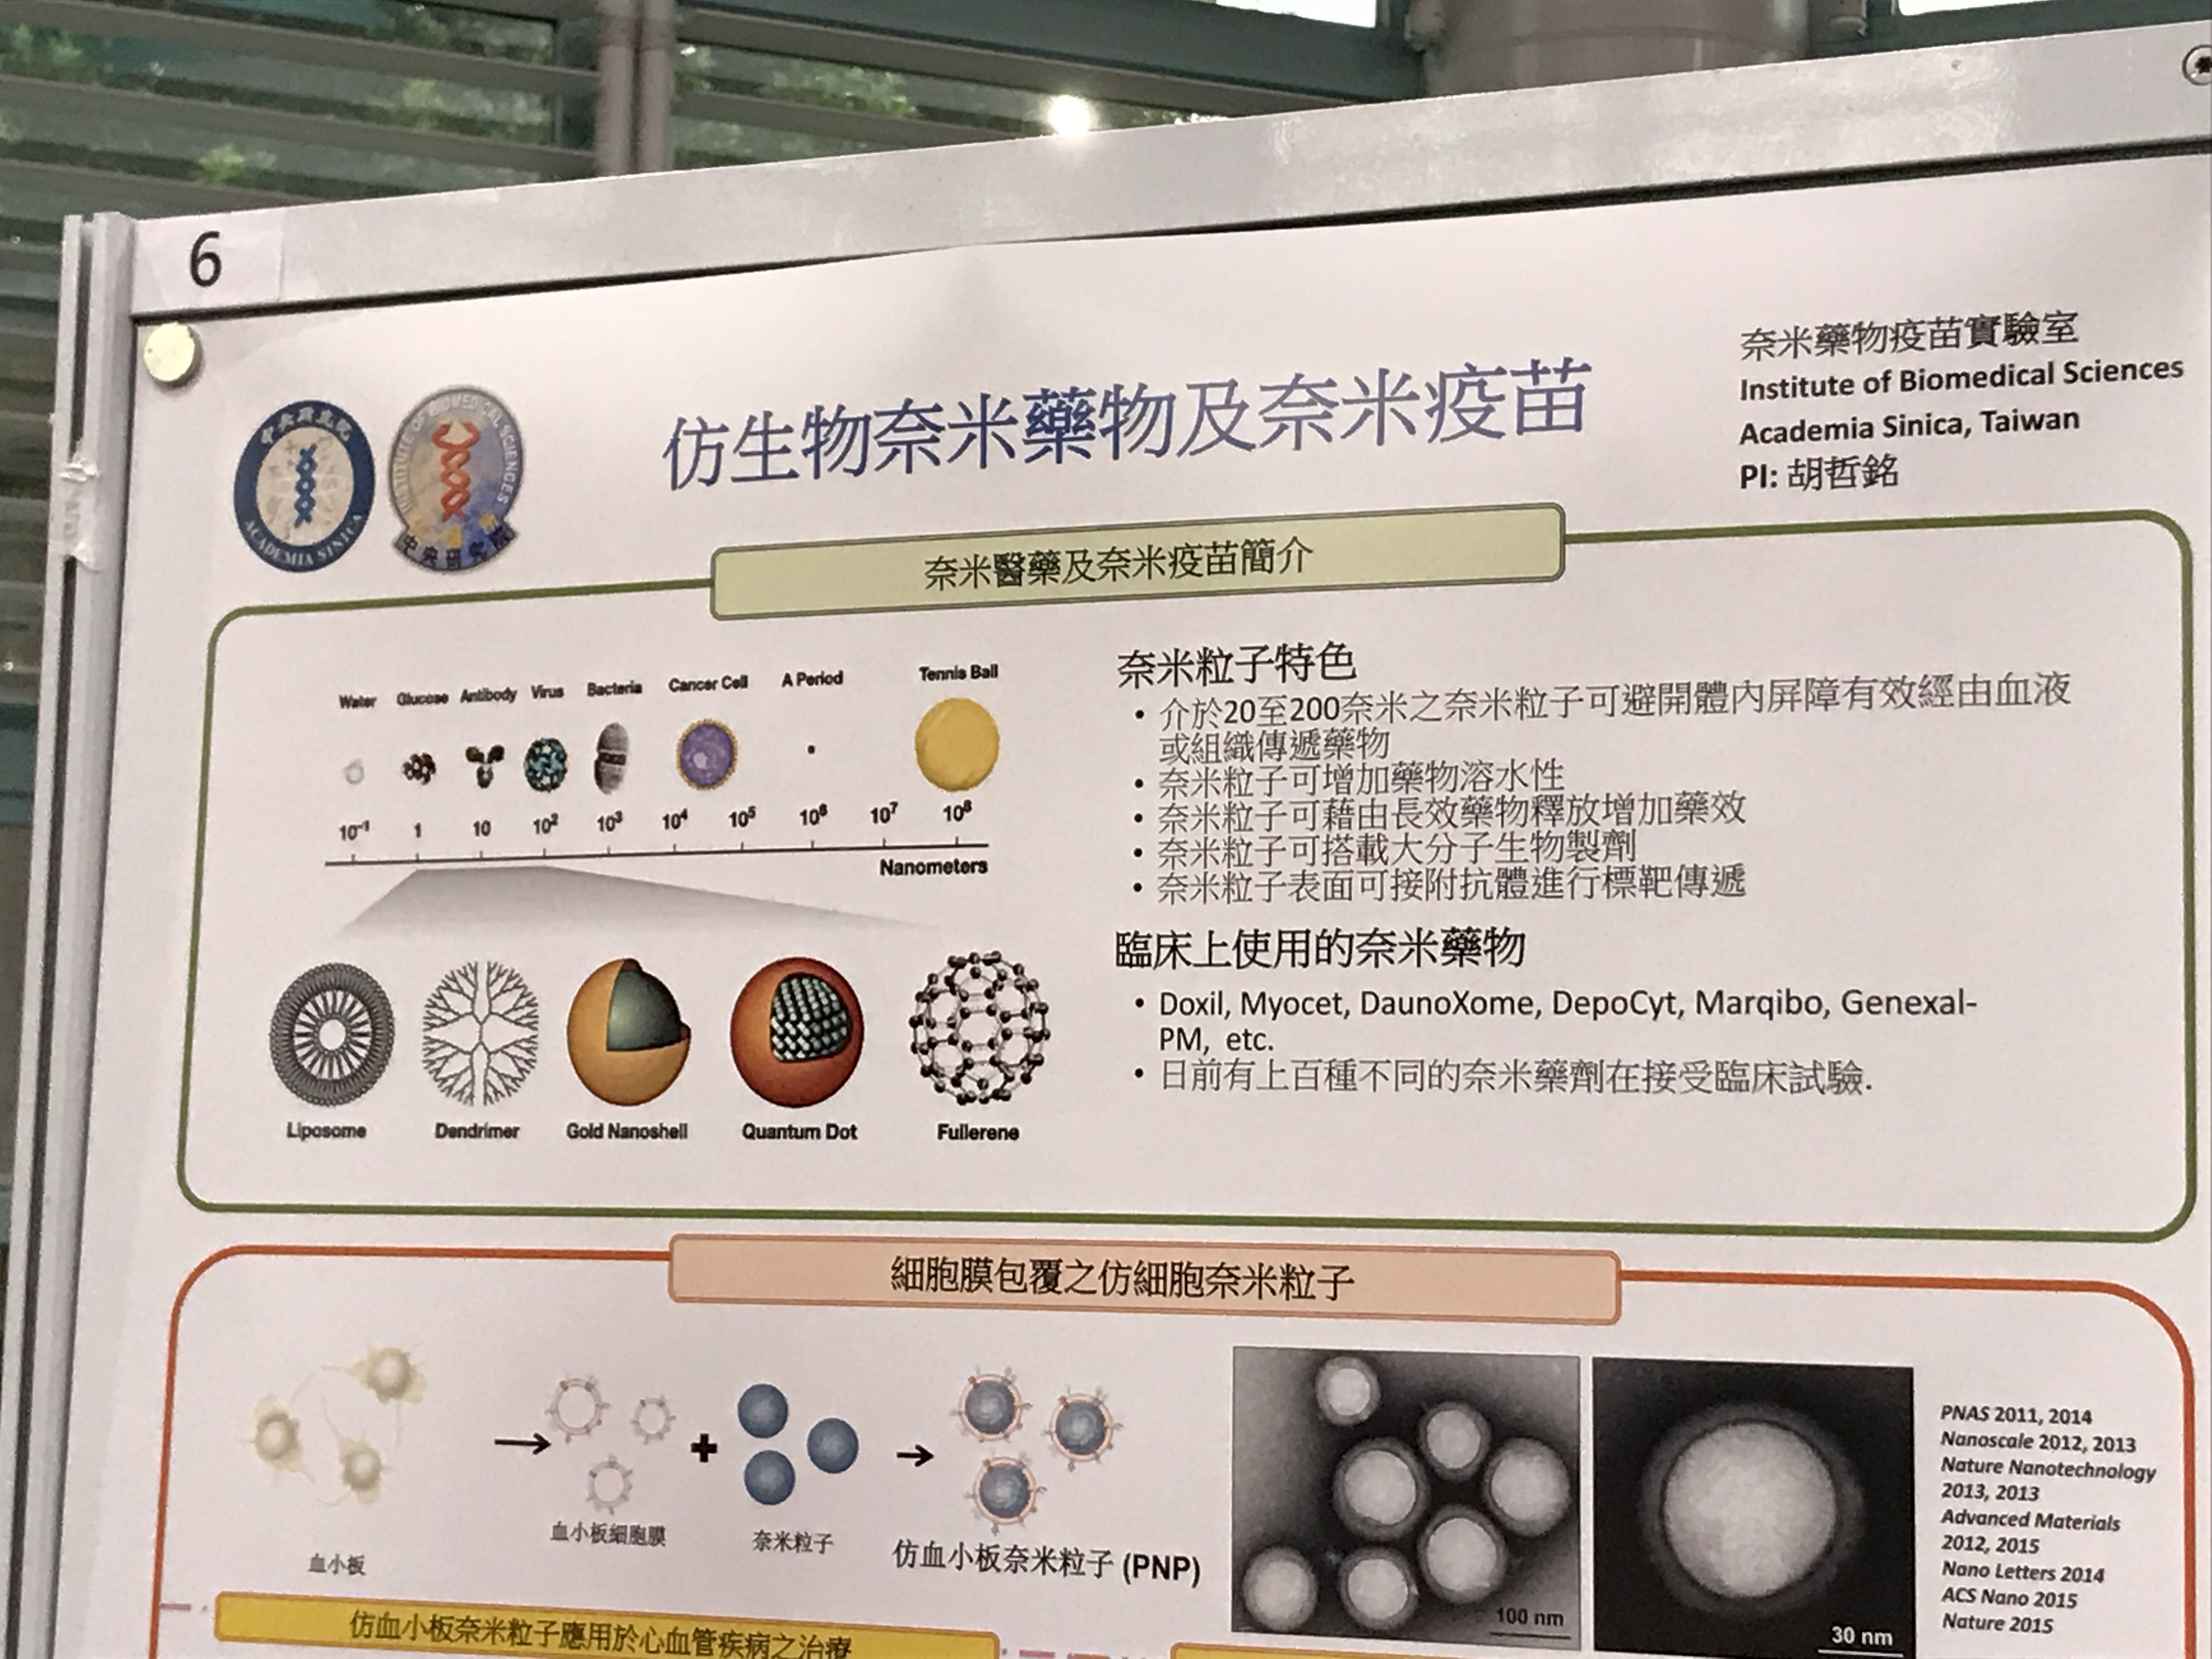 6
中央研究院
ACADEMIA SINICA
INSTITUTE OF BIOMEDICAL SCIENCES
中央研究院
仿生物奈米藥物及奈米疫苗
奈米藥物疫苗實驗室
Institute of Biomedical Sciences
Academia Sinica, Taiwan
PI: 胡哲銘
奈米醫藥及奈米疫苗簡介
Water Glucose Antibody Virus Bacteria Cancer Cell A Period Tennis Ball
10⁻¹ 1 10 10² 10³ 10⁴ 10⁵ 10⁶ 10⁷ 10⁸
Nanometers
Liposome Dendrimer Gold Nanoshell Quantum Dot Fullerene
奈米粒子特色
• 介於20至200奈米之奈米粒子可避開體內屏障有效經由血液
或組織傳遞藥物
• 奈米粒子可增加藥物溶水性
• 奈米粒子可藉由長效藥物釋放增加藥效
• 奈米粒子可搭載大分子生物製劑
• 奈米粒子表面可接附抗體進行標靶傳遞
臨床上使用的奈米藥物
• Doxil, Myocet, DaunoXome, DepoCyt, Marqibo, Genexal-
PM, etc.
• 日前有上百種不同的奈米藥劑在接受臨床試驗.
細胞膜包覆之仿細胞奈米粒子
血小板
血小板細胞膜
+
奈米粒子
仿血小板奈米粒子 (PNP)
100 nm
30 nm
PNAS 2011, 2014
Nanoscale 2012, 2013
Nature Nanotechnology
2013, 2013
Advanced Materials
2012, 2015
Nano Letters 2014
ACS Nano 2015
Nature 2015
仿血小板奈米粒子應用於心血管疾病之治療